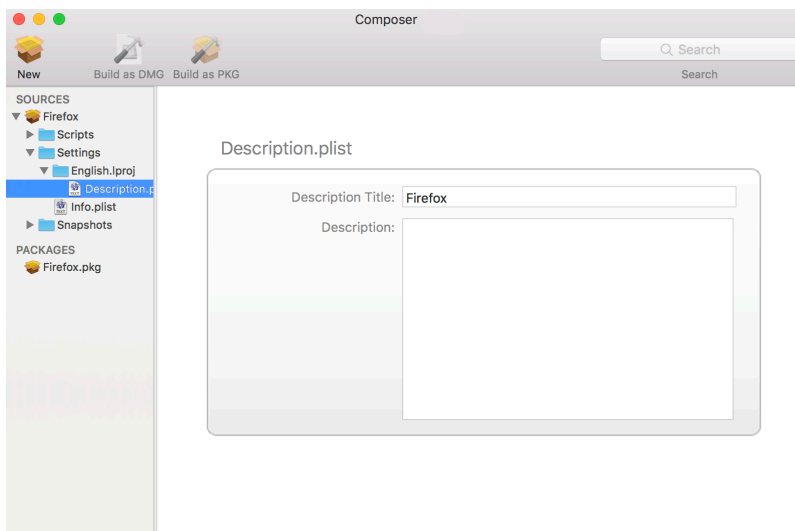 Composer
New
Build as DMG
Build as PKG
Search
Search
SOURCES
Firefox
Scripts
Settings
English.lproj
Description.p
Info.plist
Snapshots
PACKAGES
Firefox.pkg
Description.plist
Description Title: Firefox
Description: